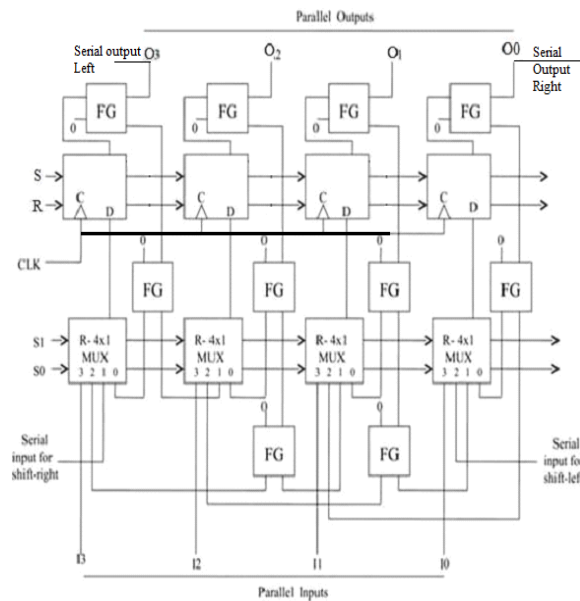 Parallel Outputs
Serial output
Left
O3
O2
O1
O0
Serial
Output
Right
FG
FG
FG
FG
0
0
0
0
S
R
C
D
C
D
C
D
C
D
CLK
0
0
0
0
FG
FG
FG
FG
S1
S0
R- 4x1
MUX
3 2 1 0
R- 4x1
MUX
3 2 1 0
R- 4x1
MUX
3 2 1 0
R- 4x1
MUX
3 2 1 0
0
0
FG
FG
Serial
input for
shift-right
Serial
input for
shift-left
I3
I2
I1
I0
Parallel Inputs